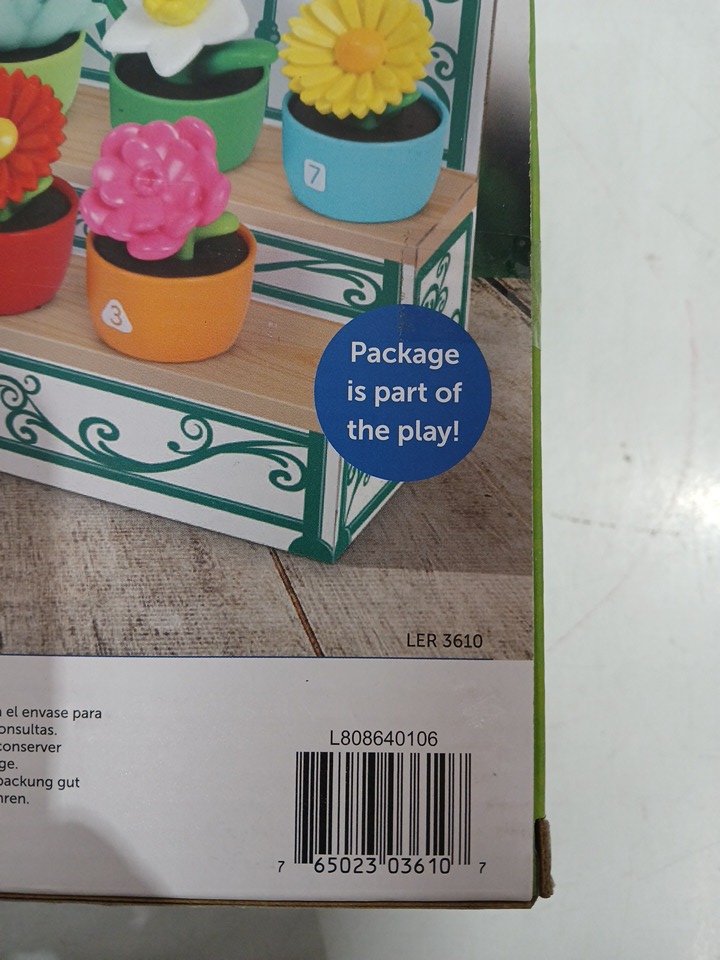 7
3
Package
is part of
the play!
LER 3610
el envase para
onsultas.
conserver
ge.
packung gut
hren.
L808640106
7 65023 03610 7